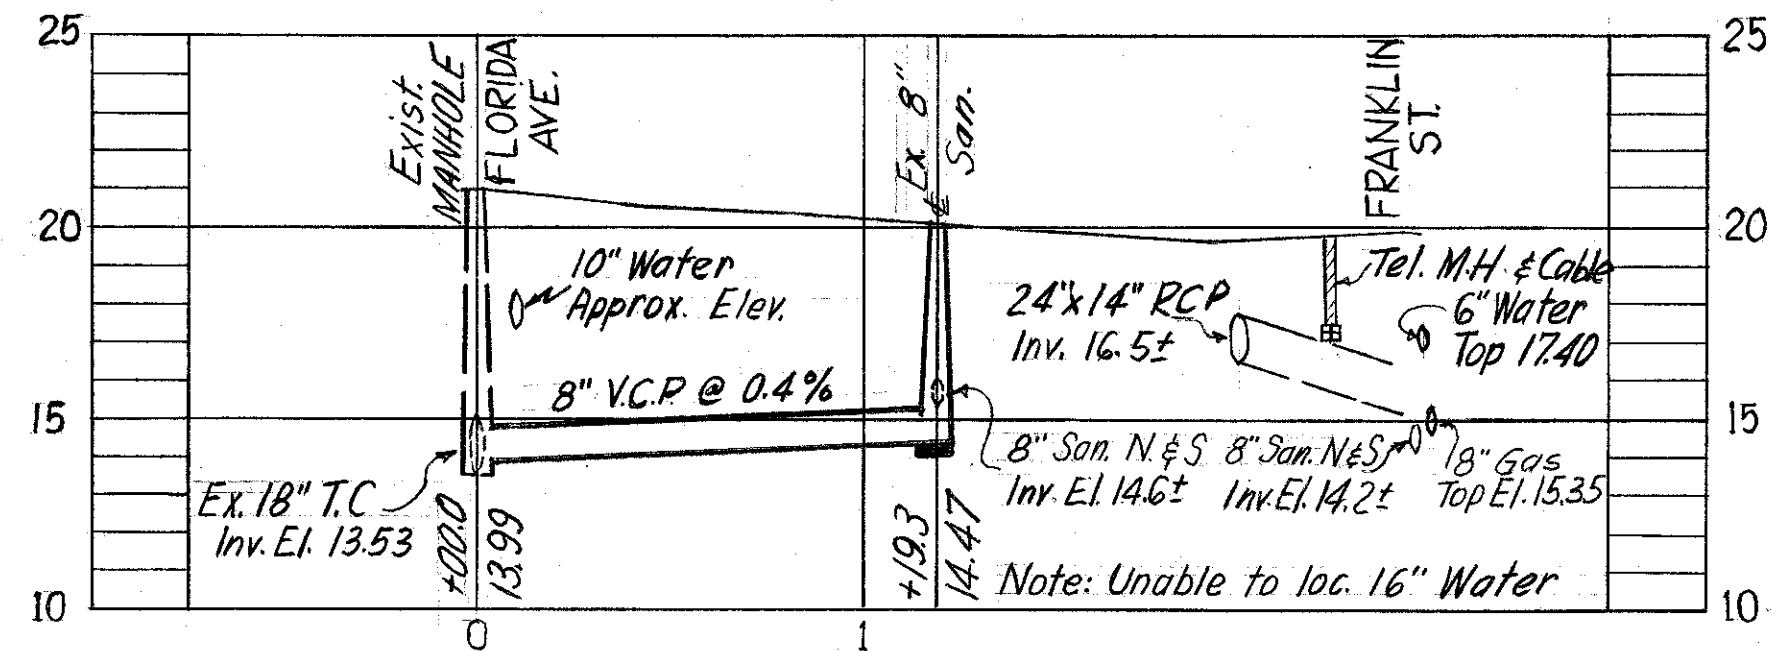 25
25
Exist.
MANHOLE
FLORIDA
AVE.
Ex. 8"
San.
FRANKLIN
ST.
20
20
10" Water
Approx. Elev.
24"x14" RCP
Inv. 16.5±
Tel. M.H. & Cable
6" Water
Top 17.40
8" V.C.P. @ 0.4%
15
15
Ex. 18" T.C
Inv. El. 13.53
8" San. N. & S
Inv. El. 14.6±
8" San. N & S
Inv. El. 14.2±
8" Gas
Top El. 15.35
+00.0
13.99
+19.3
14.47
Note: Unable to loc. 16" Water
10
10
0
1